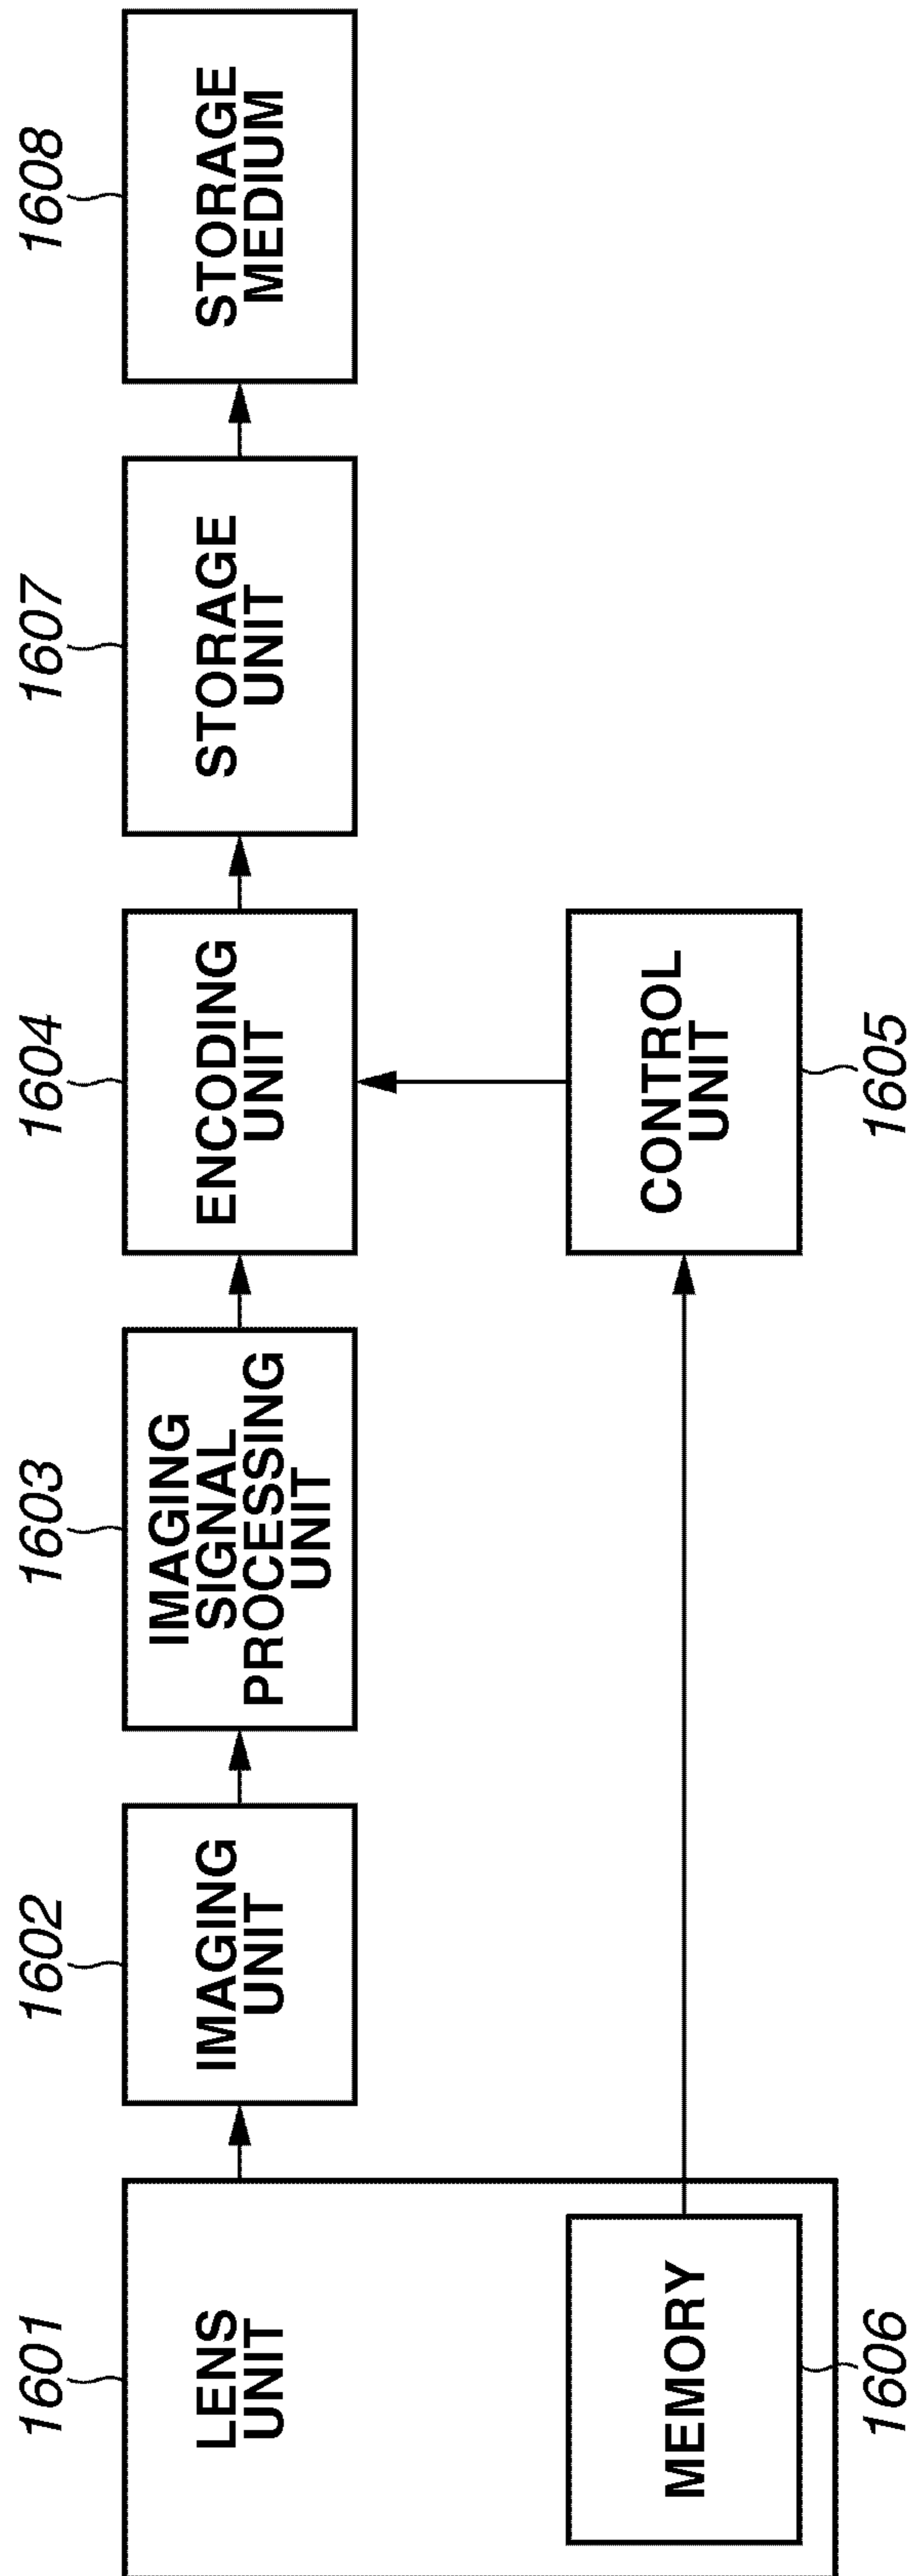 1601
LENS
UNIT
1602
IMAGING
UNIT
1603
IMAGING
SIGNAL
PROCESSING
UNIT
1604
ENCODING
UNIT
1607
STORAGE
UNIT
1608
STORAGE
MEDIUM
MEMORY
1606
CONTROL
UNIT
1605